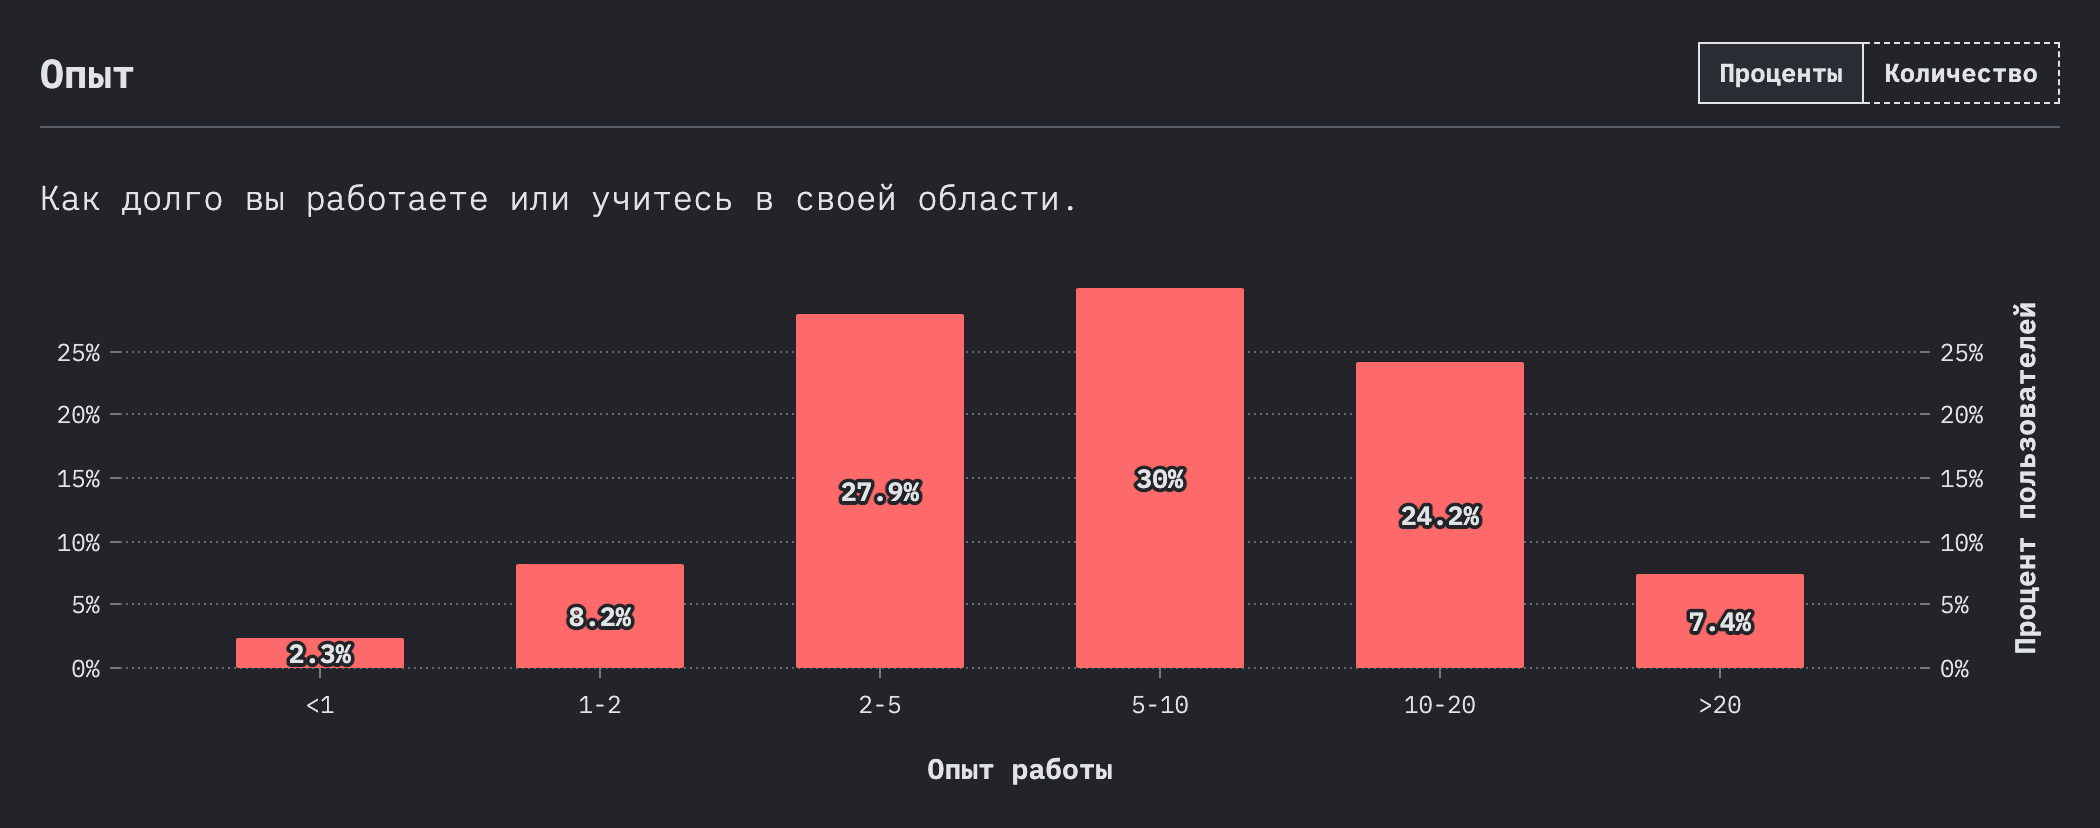 Опыт
Проценты Количество
Как долго вы работаете или учитесь в своей области.
25% 25%
20% 20%
15% 15%
10% 10%
5% 5%
0% 0%
2.3% 8.2% 27.9% 30% 24.2% 7.4%
<1 1-2 2-5 5-10 10-20 >20
Опыт работы
Процент пользователей